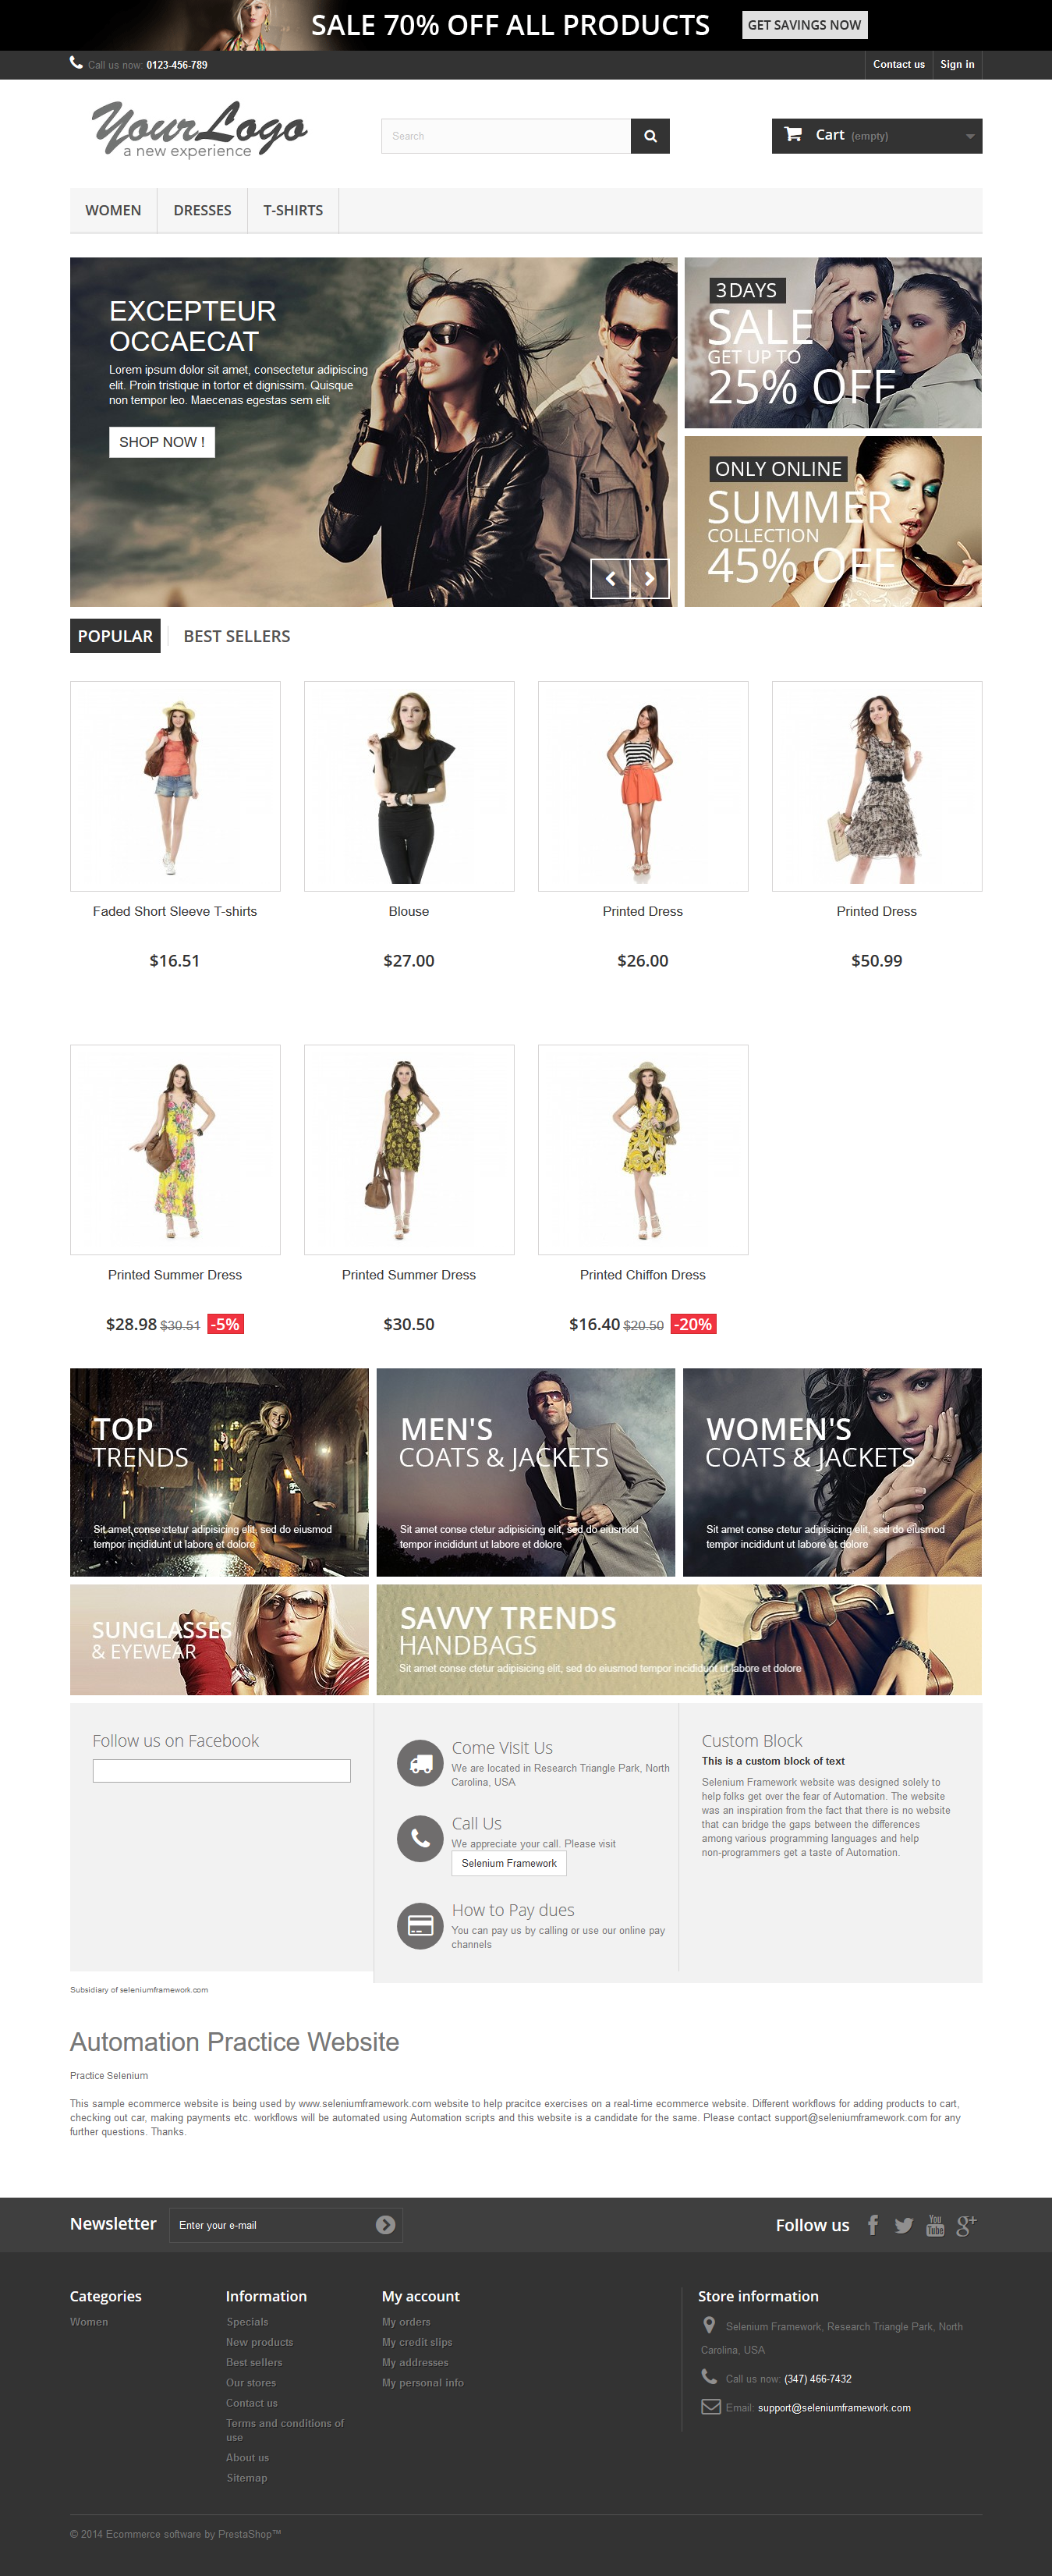 SALE 70% OFF ALL PRODUCTS
GET SAVINGS NOW
Call us now: 0123-456-789
Contact us
Sign in
YourLogo
a new experience
Search
Cart (empty)
WOMEN
DRESSES
T-SHIRTS
EXCEPTEUR
OCCAECAT
Lorem ipsum dolor sit amet, consectetur adipiscing
elit. Proin tristique in tortor et dignissim. Quisque
non tempor leo. Maecenas egestas sem elit
SHOP NOW !
3DAYS
SALE
GET UP TO
25% OFF
ONLY ONLINE
SUMMER
COLLECTION
45% OFF
POPULAR
BEST SELLERS
Faded Short Sleeve T-shirts
$16.51
Blouse
$27.00
Printed Dress
$26.00
Printed Dress
$50.99
Printed Summer Dress
$28.98 $30.51 -5%
Printed Summer Dress
$30.50
Printed Chiffon Dress
$16.40 $20.50 -20%
TOP
TRENDS
Sit amet conse ctetur adipisicing elit, sed do eiusmod
tempor incididunt ut labore et dolore
MEN'S
COATS & JACKETS
Sit amet conse ctetur adipisicing elit, sed do eiusmod
tempor incididunt ut labore et dolore
WOMEN'S
COATS & JACKETS
Sit amet conse ctetur adipisicing elit, sed do eiusmod
tempor incididunt ut labore et dolore
SUNGLASSES
& EYEWEAR
SAVVY TRENDS
HANDBAGS
Sit amet conse ctetur adipisicing elit, sed do eiusmod tempor incididunt ut labore et dolore
Follow us on Facebook
Come Visit Us
We are located in Research Triangle Park, North
Carolina, USA
Call Us
We appreciate your call. Please visit
Selenium Framework
How to Pay dues
You can pay us by calling or use our online pay
channels
Custom Block
This is a custom block of text
Selenium Framework website was designed solely to
help folks get over the fear of Automation. The website
was an inspiration from the fact that there is no website
that can bridge the gaps between the differences
among various programming languages and help
non-programmers get a taste of Automation.
Subsidiary of seleniumframework.com
Automation Practice Website
Practice Selenium
This sample ecommerce website is being used by www.seleniumframework.com website to help pracitce exercises on a real-time ecommerce website. Different workflows for adding products to cart,
checking out car, making payments etc. workflows will be automated using Automation scripts and this website is a candidate for the same. Please contact support@seleniumframework.com for any
further questions. Thanks.
Newsletter
Enter your e-mail
Follow us
You
Tube
g+
Categories
Women
Information
Specials
New products
Best sellers
Our stores
Contact us
Terms and conditions of
use
About us
Sitemap
My account
My orders
My credit slips
My addresses
My personal info
Store information
Selenium Framework, Research Triangle Park, North
Carolina, USA
Call us now: (347) 466-7432
Email: support@seleniumframework.com
© 2014 Ecommerce software by PrestaShop™